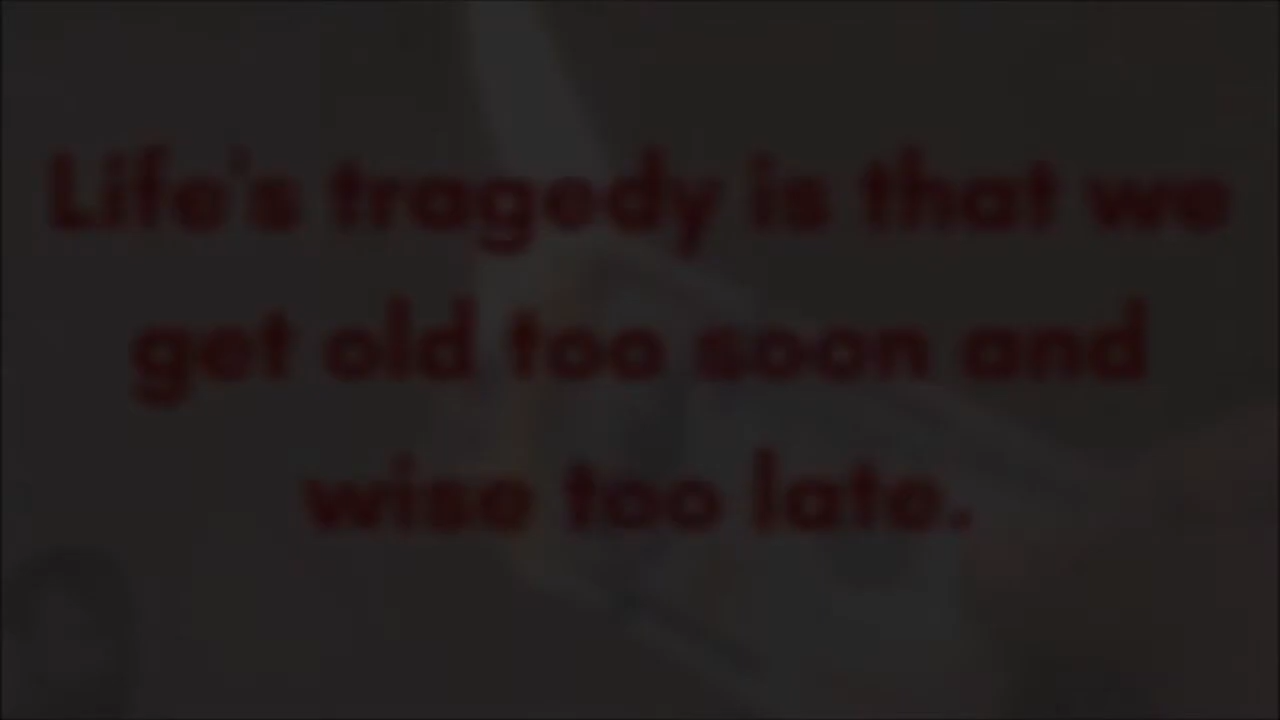 Life's tragedy is that we
get old too soon and
wise too late.